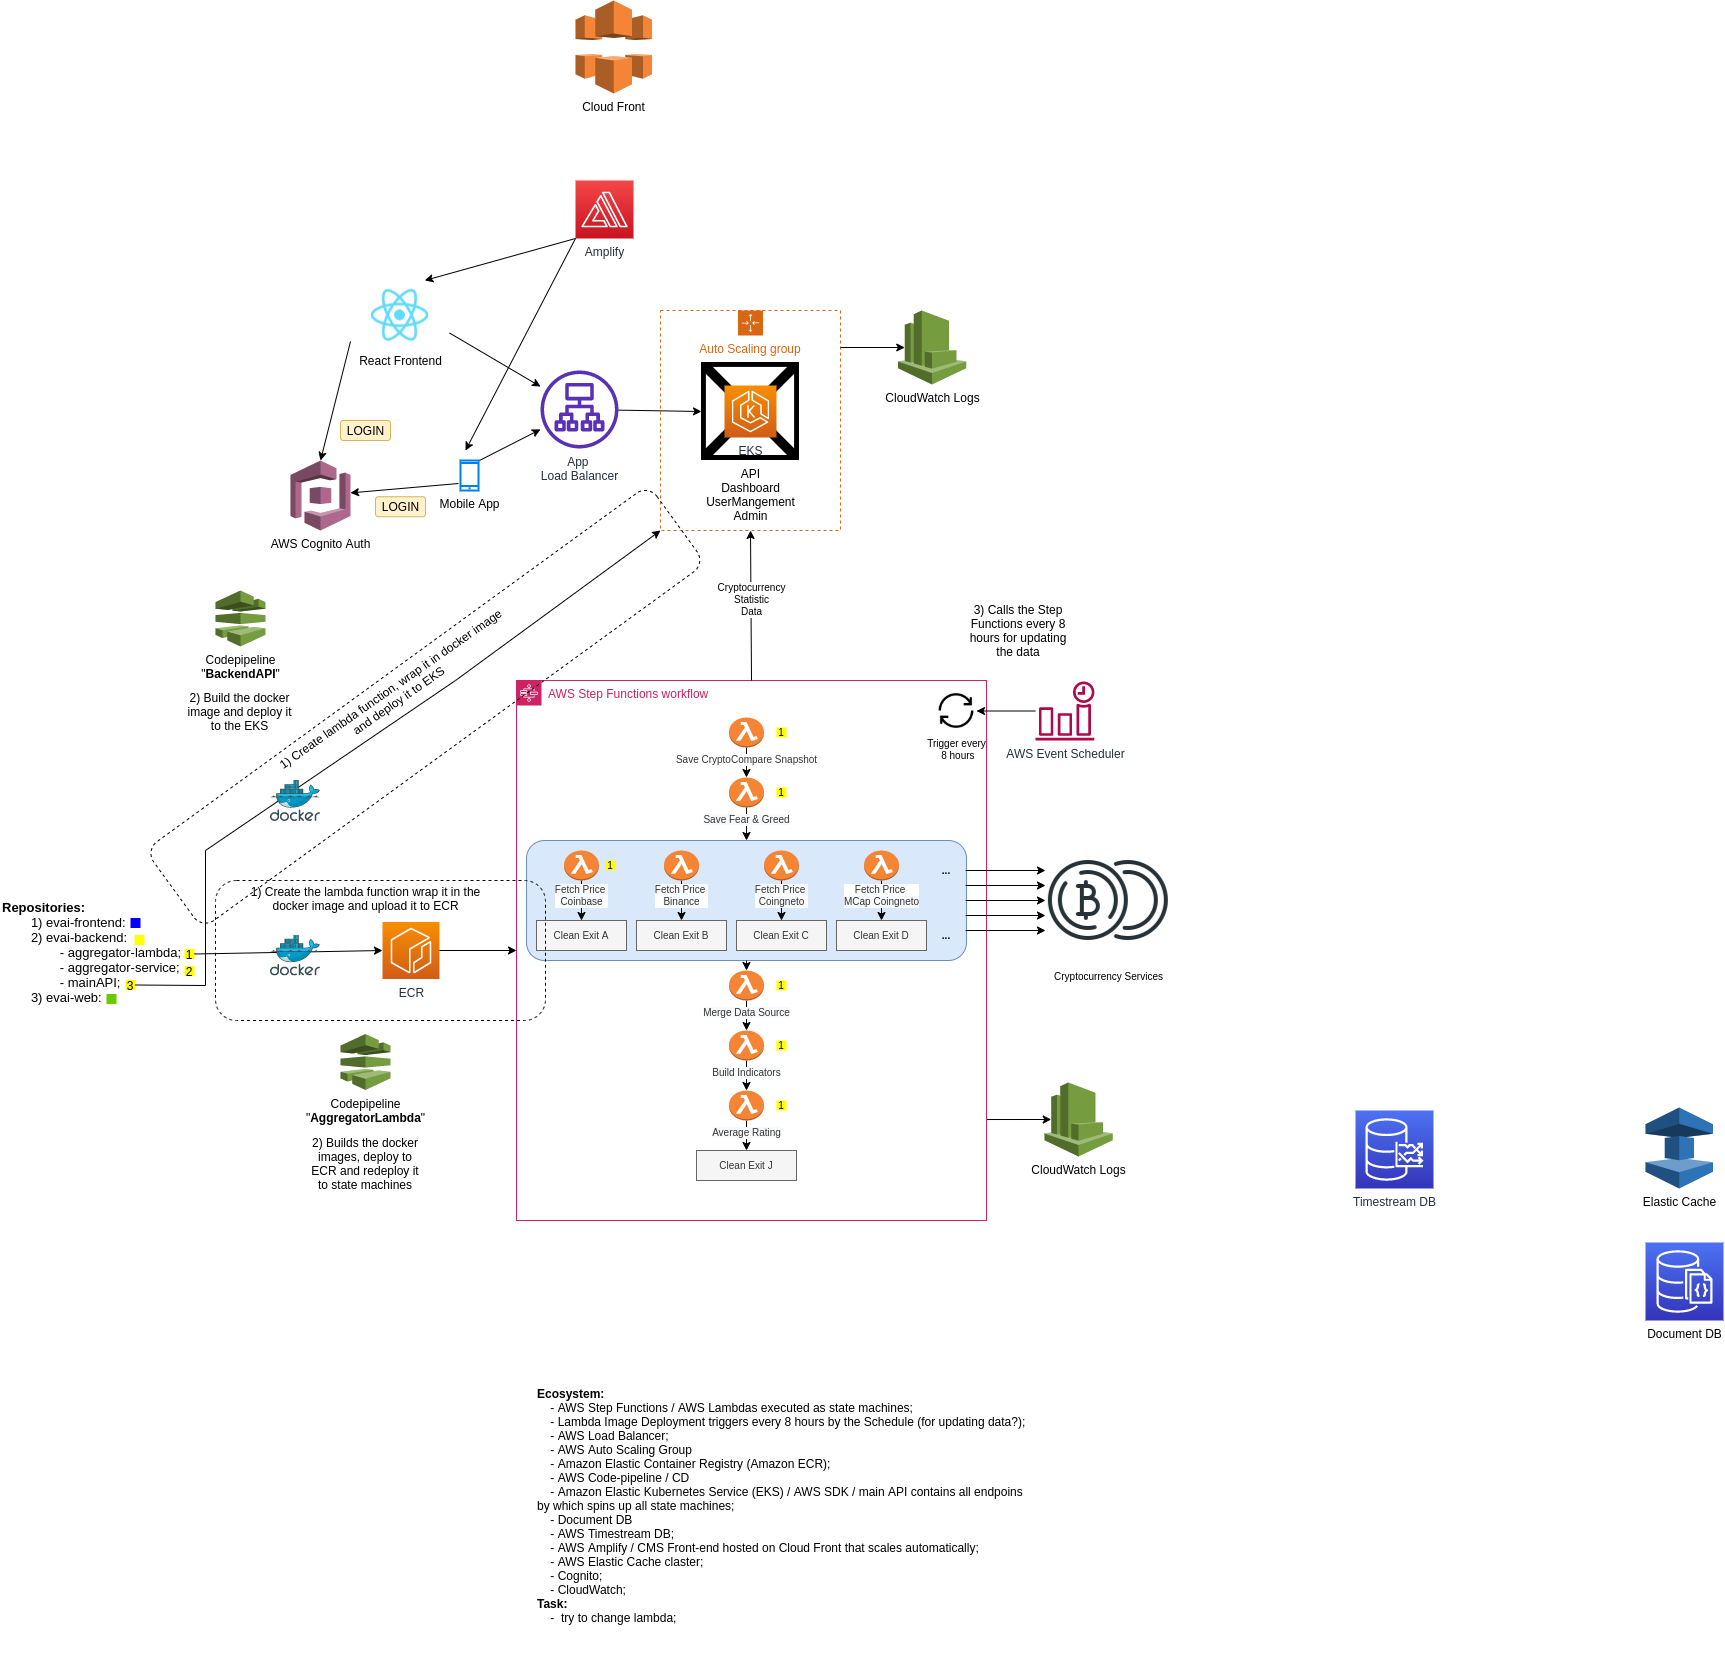 Cloud Front
Amplify
React Frontend
LOGIN
AWS Cognito Auth
LOGIN
Mobile App
App
Load Balancer
Auto Scaling group
EKS
API
Dashboard
UserMangement
Admin
CloudWatch Logs
Cryptocurrency
Statistic
Data
3) Calls the Step
Functions every 8
hours for updating
the data
Codepipeline
"BackendAPI"
2) Build the docker
image and deploy it
to the EKS
1) Create lambda function, wrap it in docker image
and deploy it to EKS
docker
AWS Step Functions workflow
Trigger every
8 hours
AWS Event Scheduler
1
Save CryptoCompare Snapshot
1
Save Fear & Greed
1
Fetch Price
Coinbase
Fetch Price
Binance
Fetch Price
Coingneto
Fetch Price
MCap Coingneto
...
Clean Exit A
Clean Exit B
Clean Exit C
Clean Exit D
...
Cryptocurrency Services
1
Merge Data Source
1
Build Indicators
1
Average Rating
Clean Exit J
Repositories:
1) evai-frontend:
2) evai-backend:
- aggregator-lambda; 1
- aggregator-service; 2
- mainAPI; 3
3) evai-web:
1) Create the lambda function wrap it in the
docker image and upload it to ECR
docker
ECR
Codepipeline
"AggregatorLambda"
2) Builds the docker
images, deploy to
ECR and redeploy it
to state machines
CloudWatch Logs
Timestream DB
Elastic Cache
Document DB
Ecosystem:
- AWS Step Functions / AWS Lambdas executed as state machines;
- Lambda Image Deployment triggers every 8 hours by the Schedule (for updating data?);
- AWS Load Balancer;
- AWS Auto Scaling Group
- Amazon Elastic Container Registry (Amazon ECR);
- AWS Code-pipeline / CD
- Amazon Elastic Kubernetes Service (EKS) / AWS SDK / main API contains all endpoins
by which spins up all state machines;
- Document DB
- AWS Timestream DB;
- AWS Amplify / CMS Front-end hosted on Cloud Front that scales automatically;
- AWS Elastic Cache claster;
- Cognito;
- CloudWatch;
Task:
- try to change lambda;